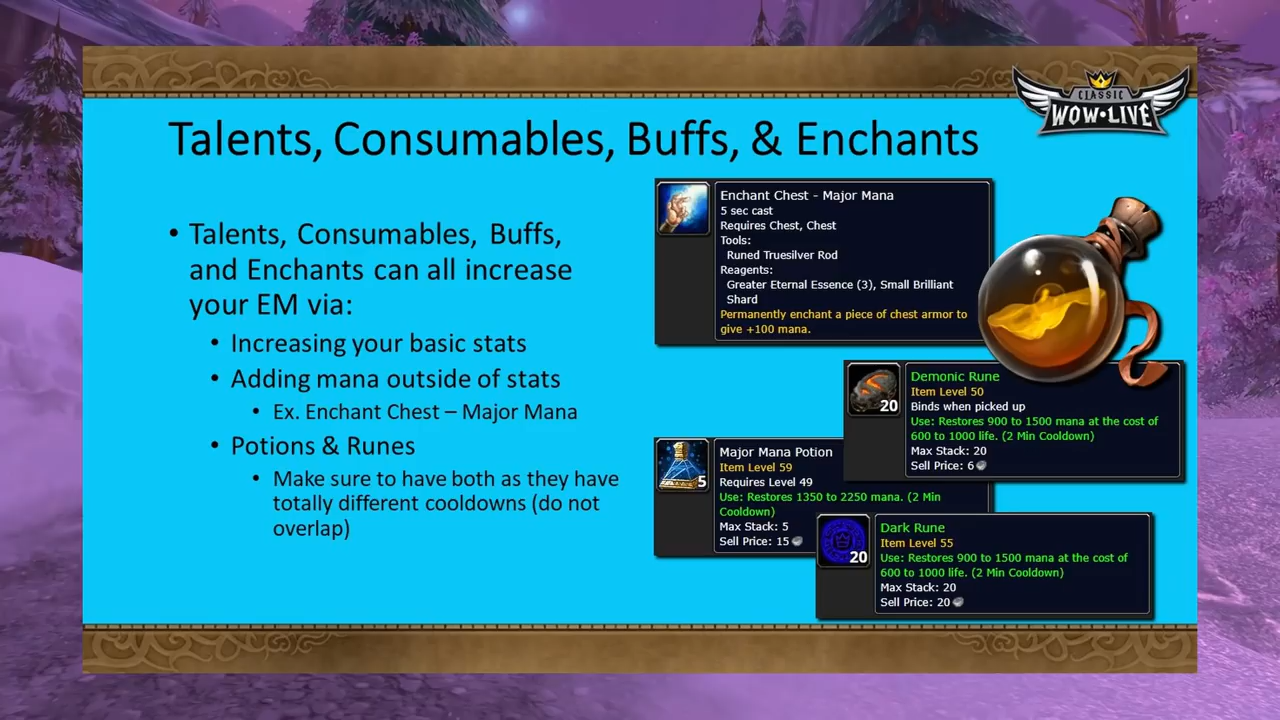 CLASSIC
WOW•LIVE
Talents, Consumables, Buffs, & Enchants
• Talents, Consumables, Buffs,
and Enchants can all increase
your EM via:
• Increasing your basic stats
• Adding mana outside of stats
• Ex. Enchant Chest – Major Mana
• Potions & Runes
• Make sure to have both as they have
totally different cooldowns (do not
overlap)
Enchant Chest - Major Mana
5 sec cast
Requires Chest, Chest
Tools:
Runed Truesilver Rod
Reagents:
Greater Eternal Essence (3), Small Brilliant
Shard
Permanently enchant a piece of chest armor to
give +100 mana.
20
Demonic Rune
Item Level 50
Binds when picked up
Use: Restores 900 to 1500 mana at the cost of
600 to 1000 life. (2 Min Cooldown)
Max Stack: 20
Sell Price: 6
5
Major Mana Potion
Item Level 59
Requires Level 49
Use: Restores 1350 to 2250 mana. (2 Min
Cooldown)
Max Stack: 5
Sell Price: 15
20
Dark Rune
Item Level 55
Use: Restores 900 to 1500 mana at the cost of
600 to 1000 life. (2 Min Cooldown)
Max Stack: 20
Sell Price: 20